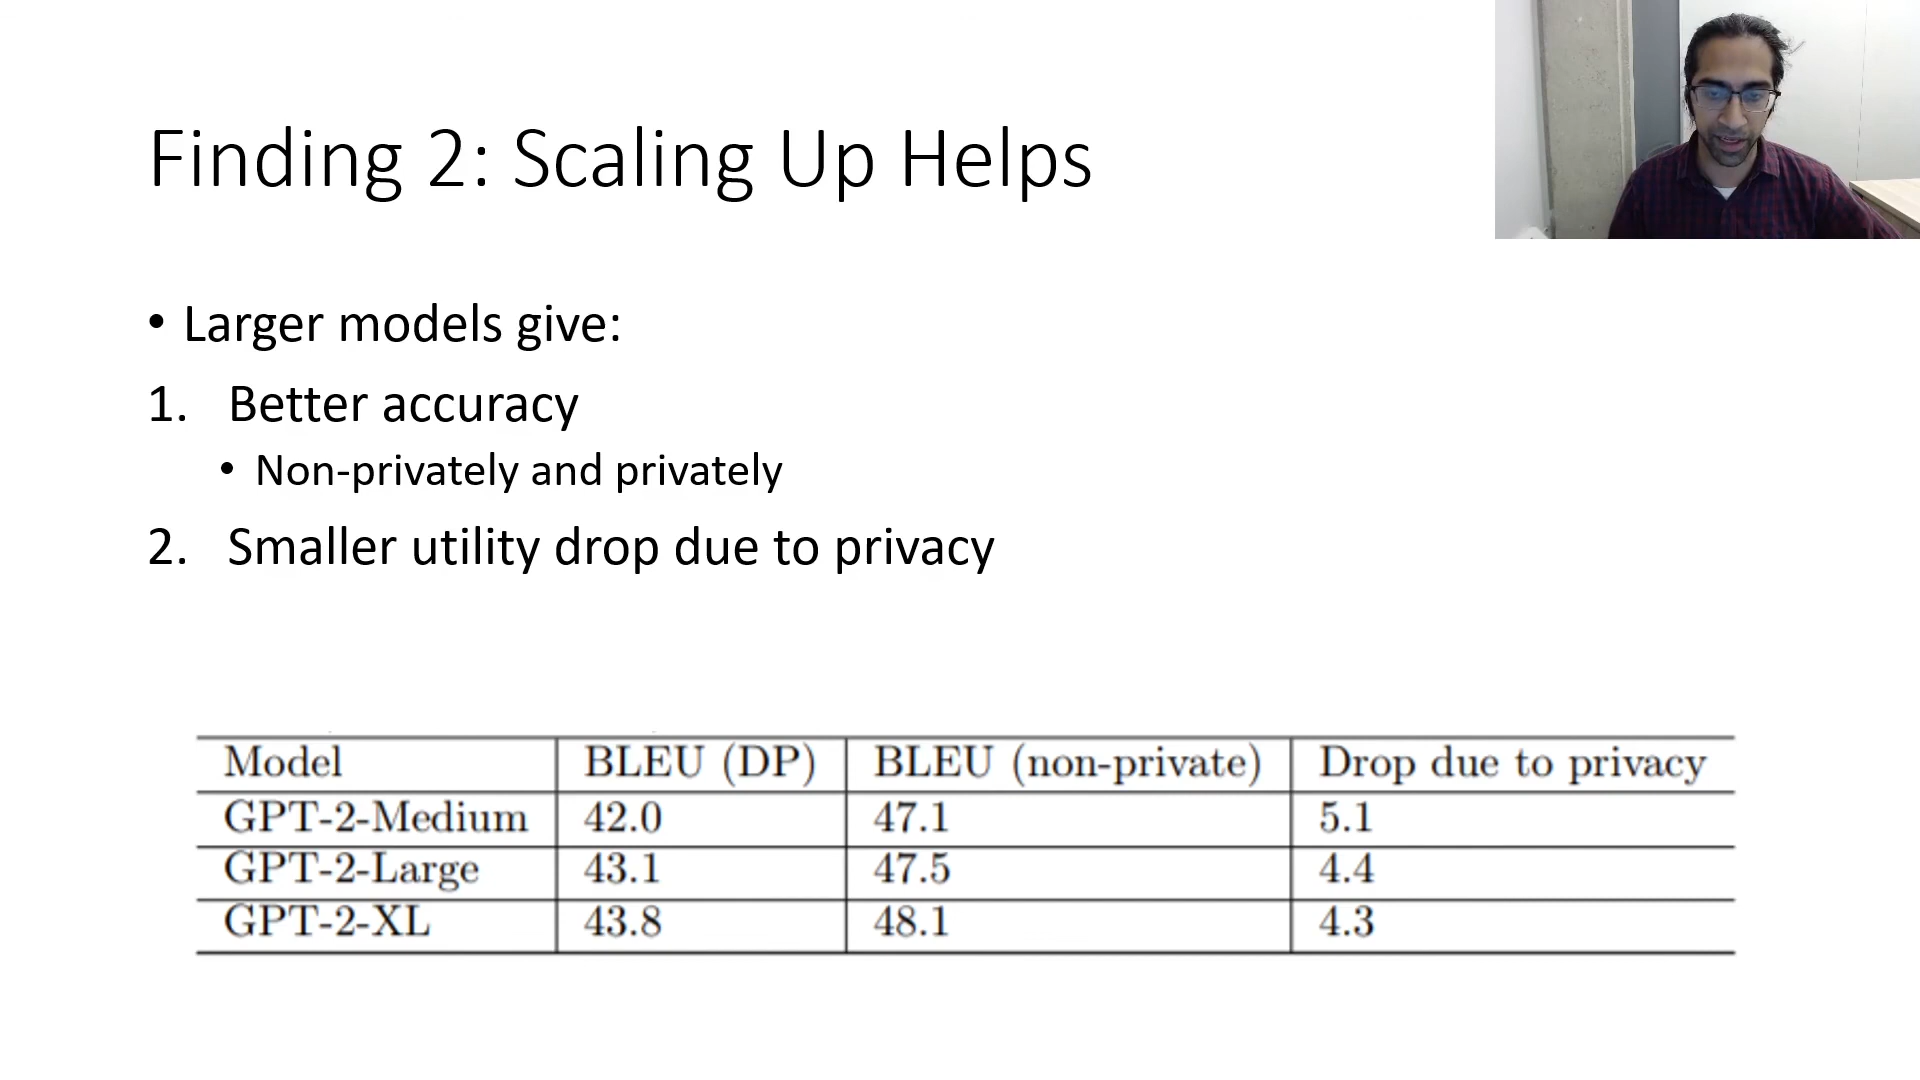 Finding 2: Scaling Up Helps
• Larger models give:
1. Better accuracy
• Non-privately and privately
2. Smaller utility drop due to privacy
Model BLEU (DP) BLEU (non-private) Drop due to privacy
GPT-2-Medium 42.0 47.1 5.1
GPT-2-Large 43.1 47.5 4.4
GPT-2-XL 43.8 48.1 4.3